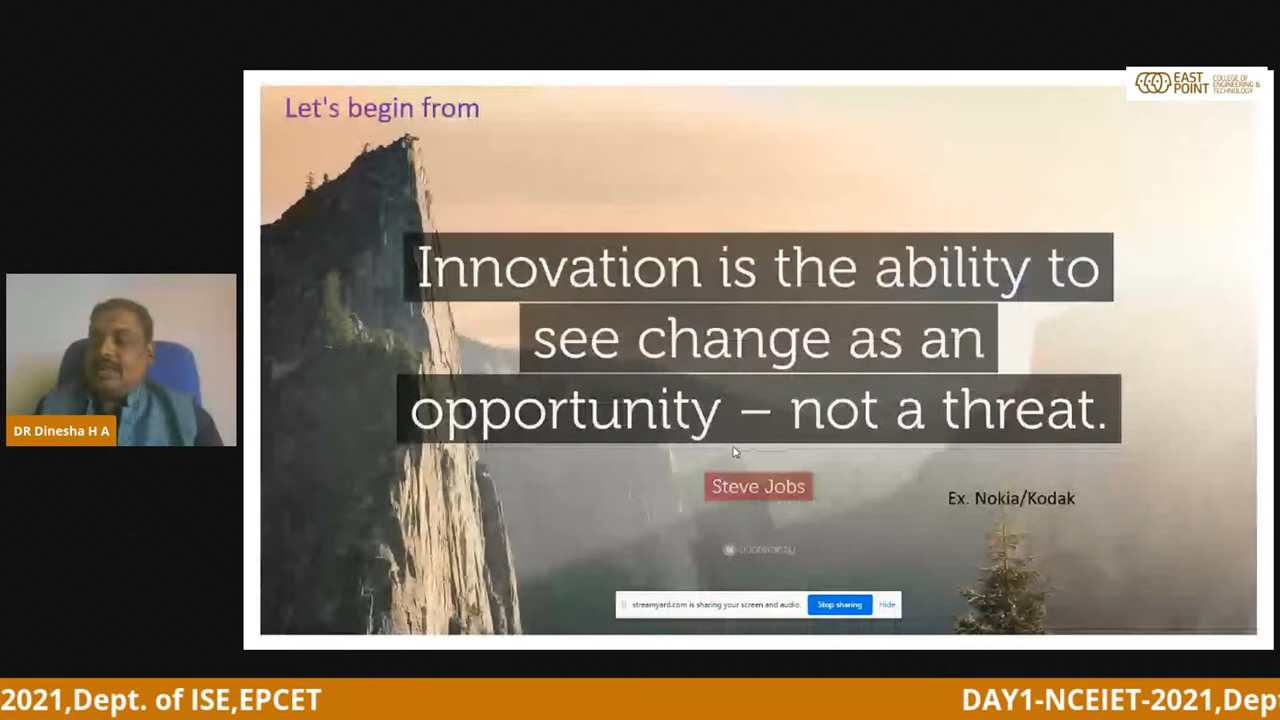 EAST
POINT
COLLEGE OF
ENGINEERING &
TECHNOLOGY
Let's begin from
Innovation is the ability to
see change as an
opportunity – not a threat.
Steve Jobs
Ex. Nokia/Kodak
DR Dinesha H A
streamyard.com is sharing your screen and audio.
Stop sharing
Hide
2021,Dept. of ISE,EPCET
DAY1-NCEIET-2021,Dept